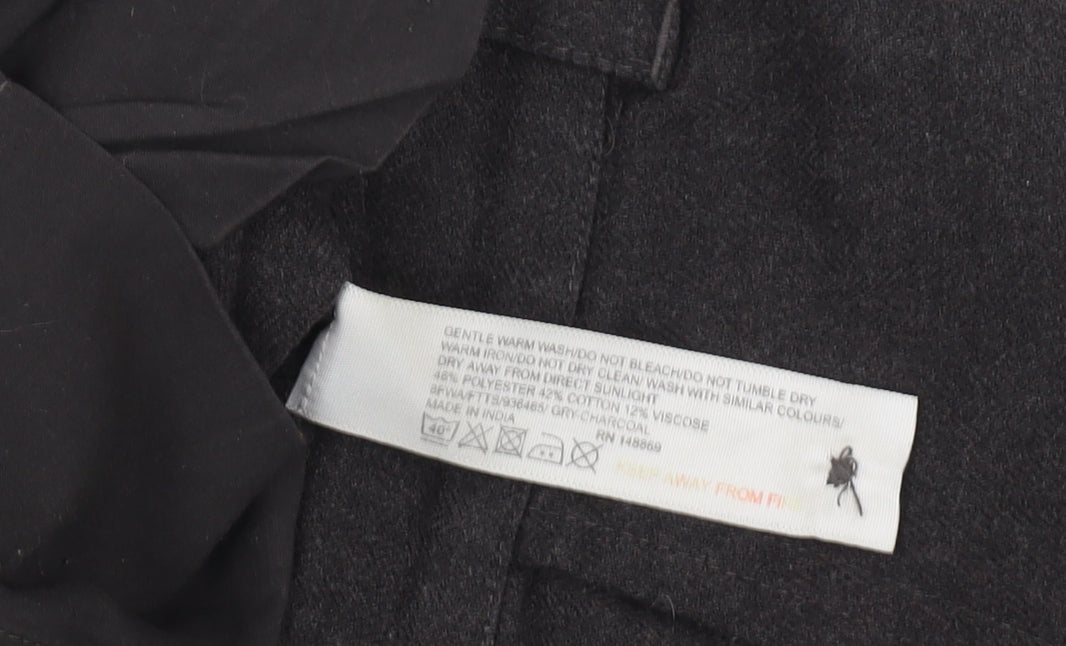 GENTLE WARM WASH/DO NOT BLEACH/DO NOT TUMBLE DRY
WARM IRON/DO NOT DRY CLEAN/ WASH WITH SIMILAR COLOURS/
DRY AWAY FROM DIRECT SUNLIGHT
46% POLYESTER 42% COTTON 12% VISCOSE
8FWA/FTTS/936465/ GRY CHARCOAL
MADE IN INDIA
RN 148869
40°
KEEP AWAY FROM